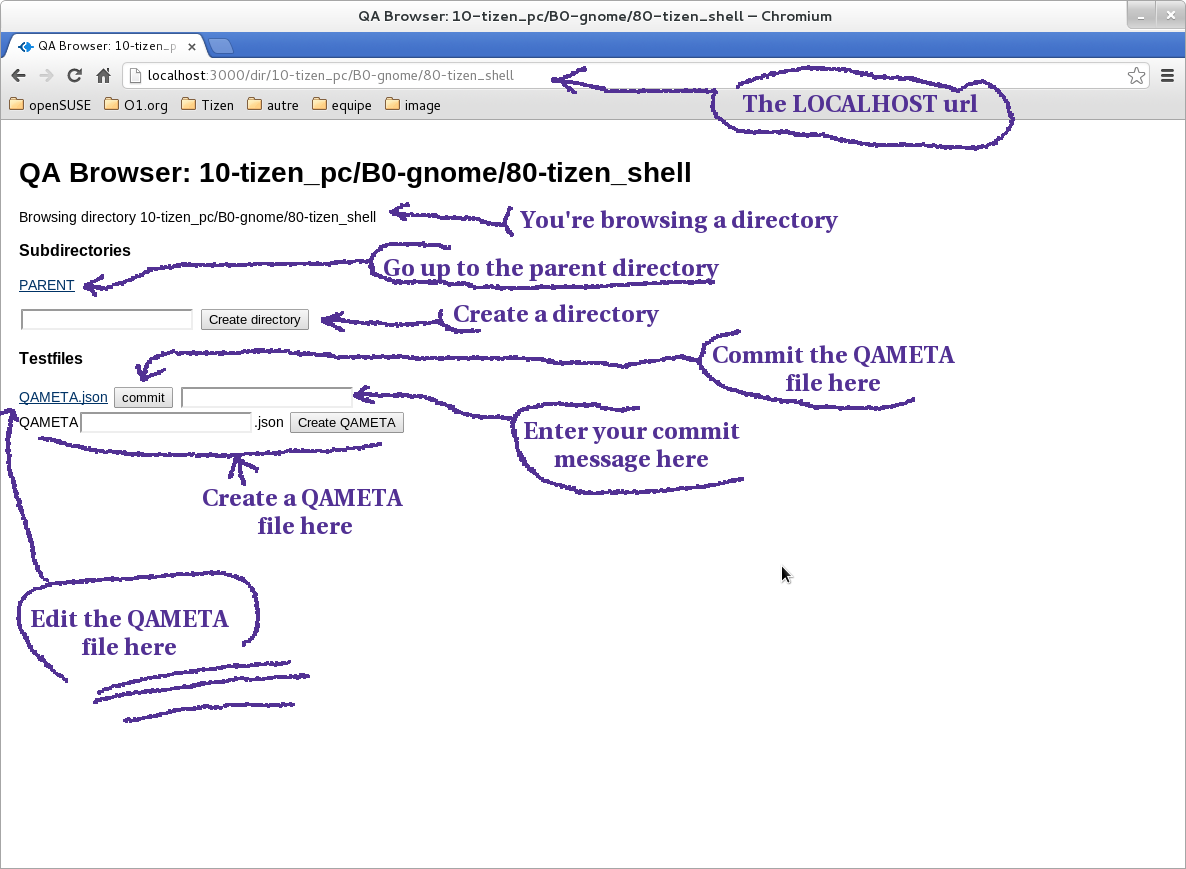 QA Browser: 10-tizen_pc/B0-gnome/80-tizen_shell – Chromium
QA Browser: 10-tizen_p
localhost:3000/dir/10-tizen_pc/B0-gnome/80-tizen_shell
openSUSE O1.org Tizen autre equipe image
The LOCALHOST url
QA Browser: 10-tizen_pc/B0-gnome/80-tizen_shell
Browsing directory 10-tizen_pc/B0-gnome/80-tizen_shell
You're browsing a directory
Subdirectories
Go up to the parent directory
PARENT
Create directory
Create a directory
Testfiles
Commit the QAMETA
file here
QAMETA.json commit
QAMETA .json Create QAMETA
Enter your commit
message here
Create a QAMETA
file here
Edit the QAMETA
file here